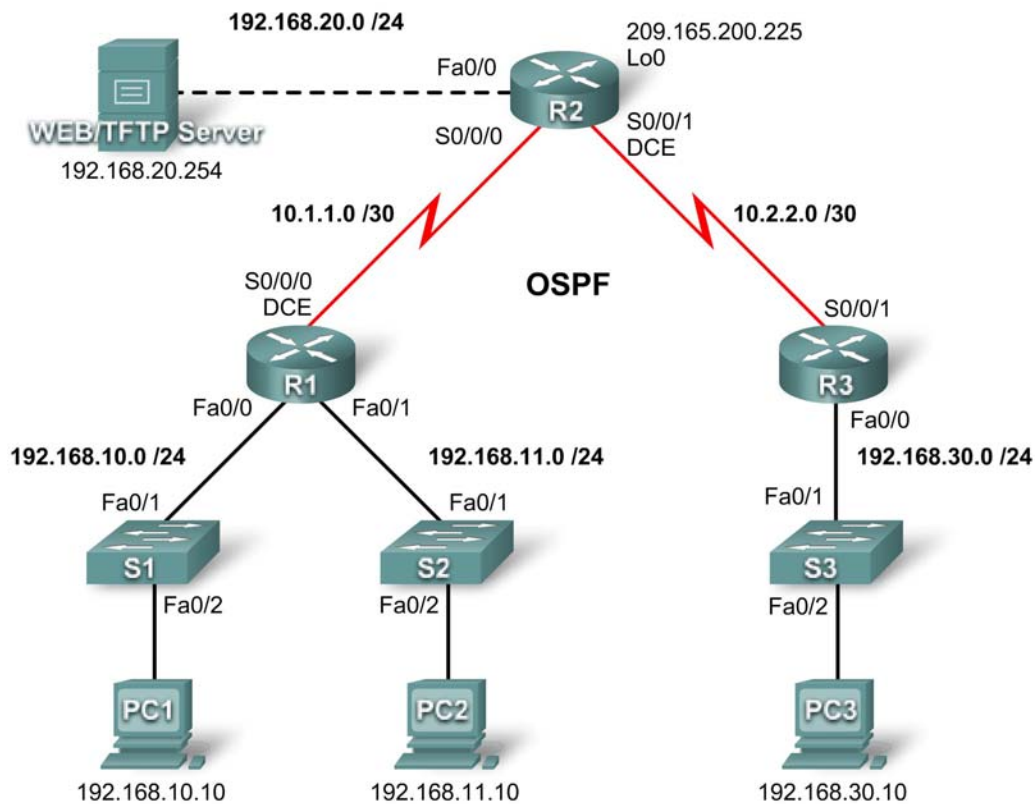 192.168.20.0 /24
209.165.200.225
Lo0
Fa0/0
R2
WEB/TFTP Server
192.168.20.254
S0/0/0
S0/0/1
DCE
10.1.1.0 /30
10.2.2.0 /30
OSPF
S0/0/0
DCE
S0/0/1
R1
R3
Fa0/0
Fa0/1
Fa0/0
192.168.10.0 /24
192.168.11.0 /24
192.168.30.0 /24
Fa0/1
Fa0/1
Fa0/1
S1
S2
S3
Fa0/2
Fa0/2
Fa0/2
PC1
PC2
PC3
192.168.10.10
192.168.11.10
192.168.30.10